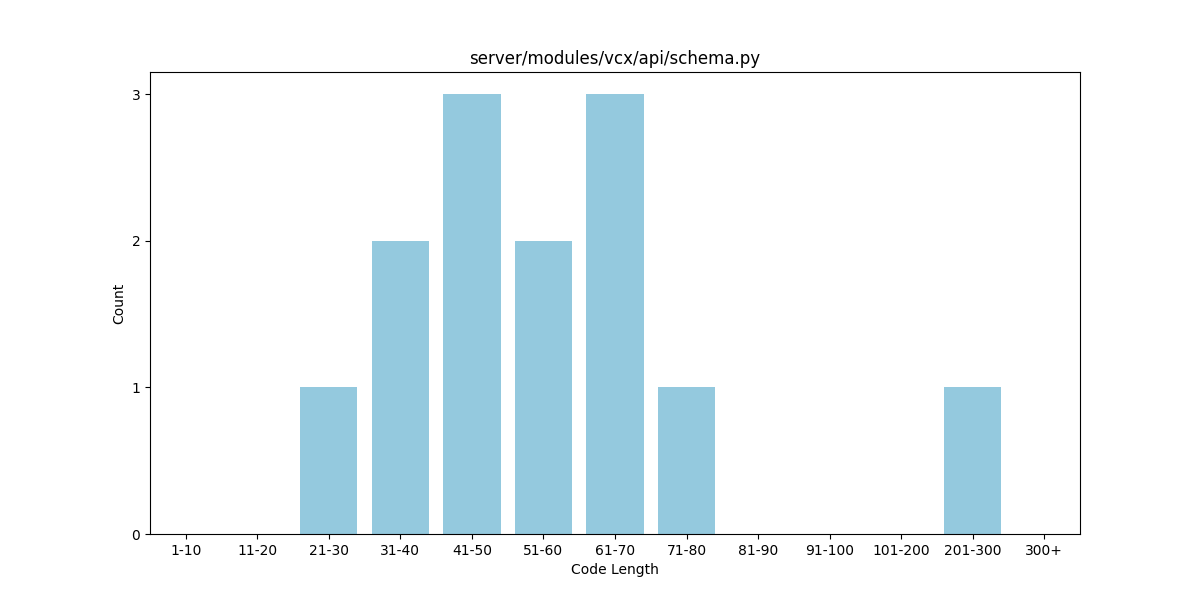 server/modules/vcx/api/schema.py
3
2
1
0
Count
1-10 11-20 21-30 31-40 41-50 51-60 61-70 71-80 81-90 91-100 101-200 201-300 300+
Code Length